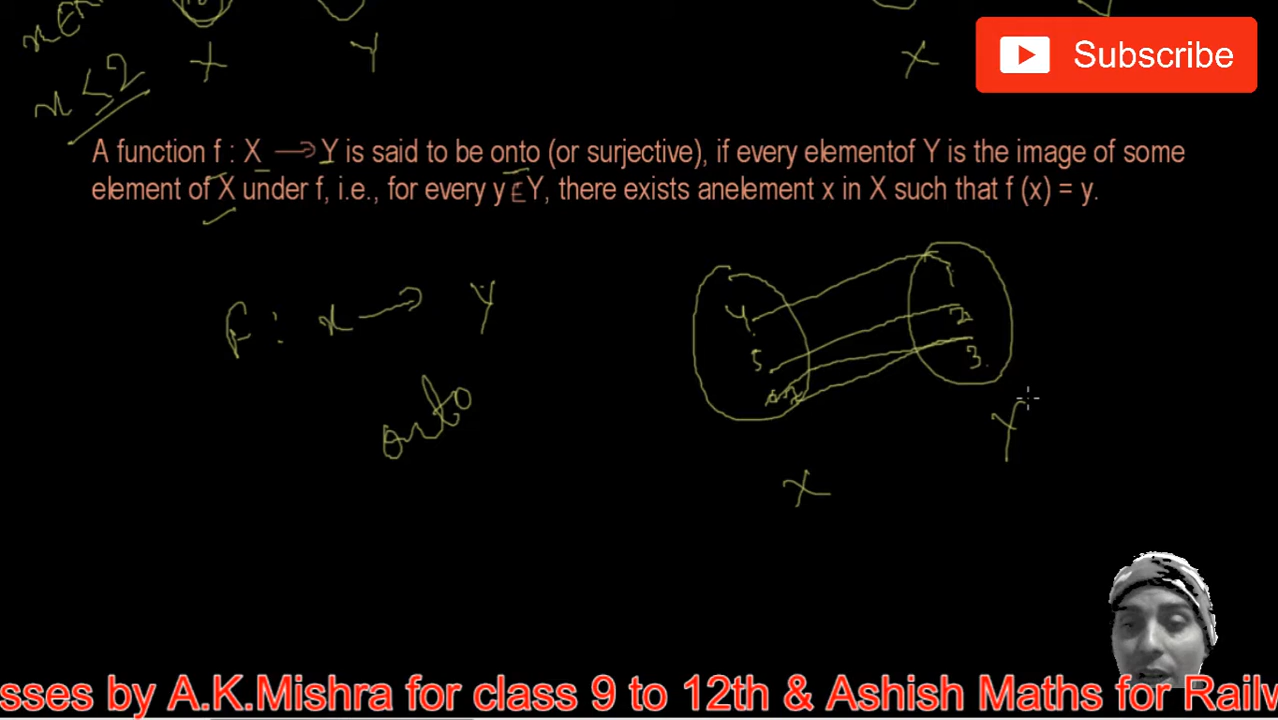 x ≤ 2
X
Y
X
Subscribe
A function f : X → Y is said to be onto (or surjective), if every elementof Y is the image of some
element of X under f, i.e., for every y E Y, there exists anelement x in X such that f (x) = y.
F : x → Y
onto
4
5
1
2
3
X
Y
sses by A.K.Mishra for class 9 to 12th & Ashish Maths for Railw